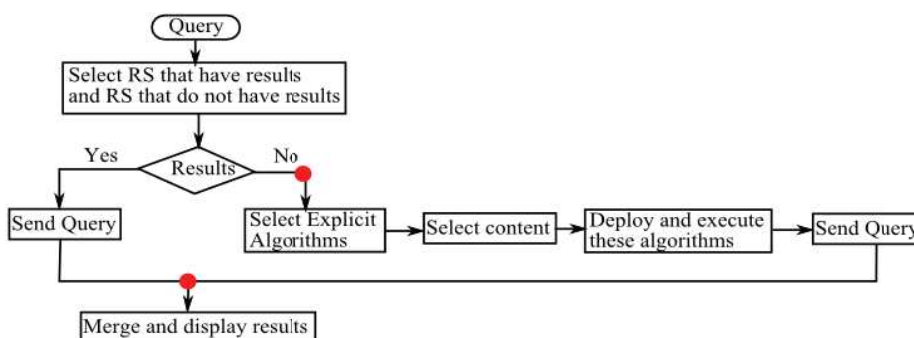 Query
Select RS that have results
and RS that do not have results
Yes
Results
No
Send Query
Select Explicit
Algorithms
Select content
Deploy and execute
these algorithms
Send Query
Merge and display results